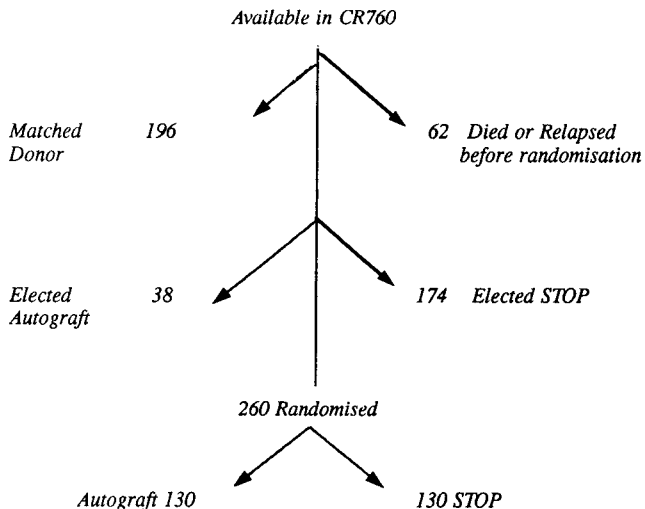 Available in CR760
Matched 196 62 Died or Relapsed
Donor before randomisation
Elected 38 174 Elected STOP
Autograft
260 Randomised
Autograft 130 130 STOP